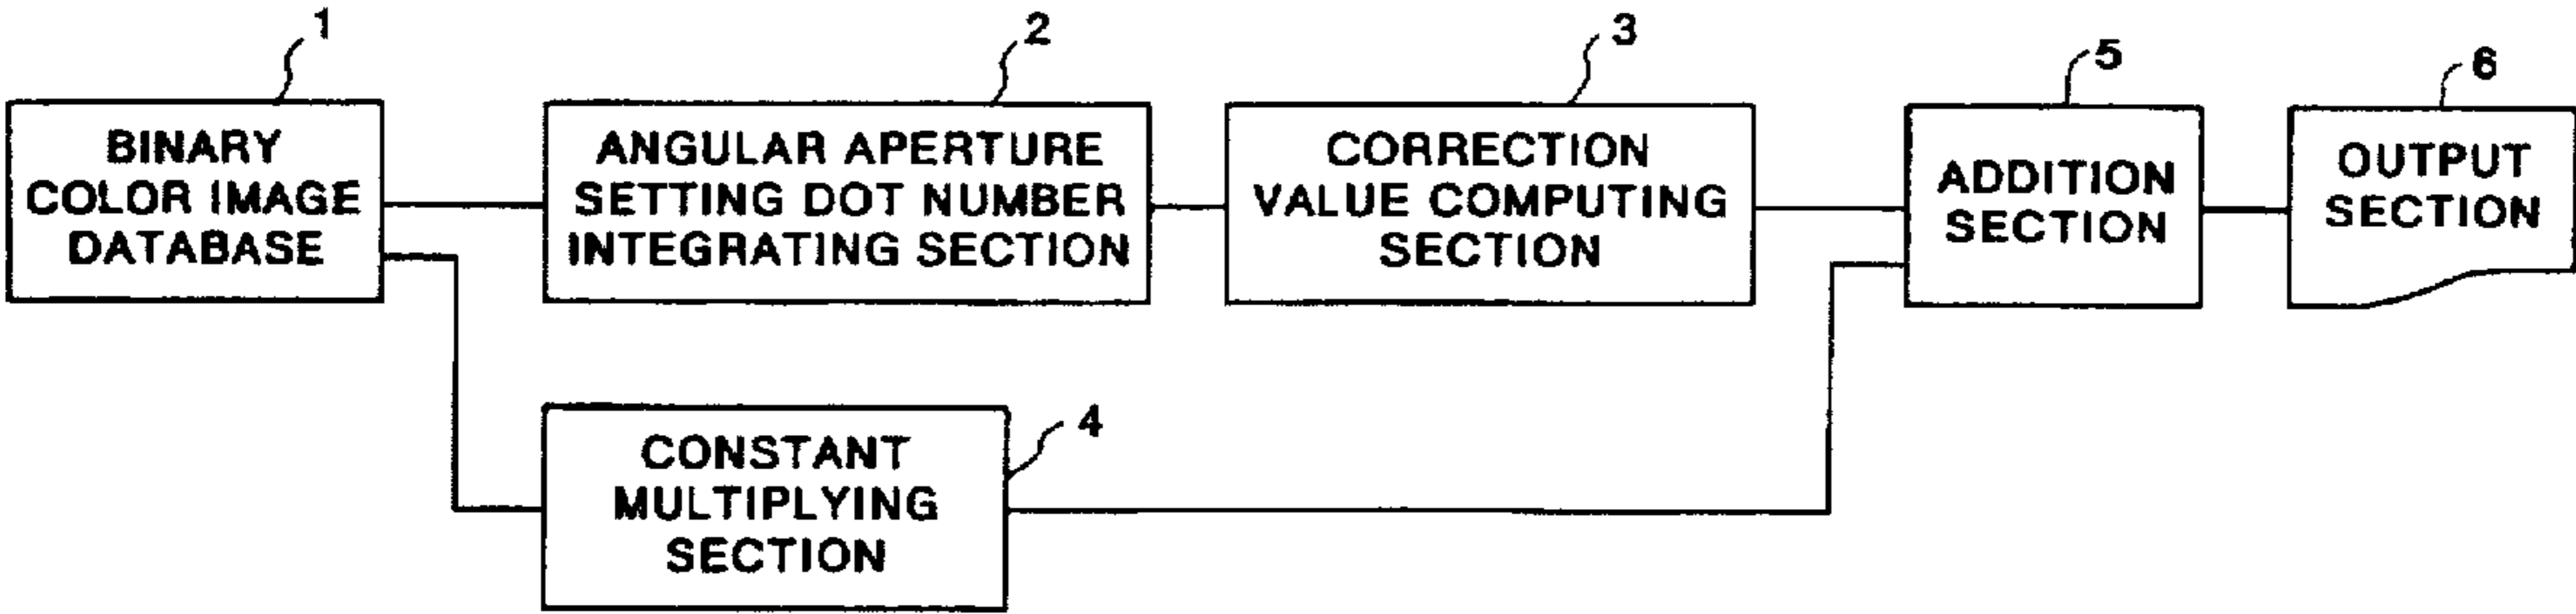 1
BINARY
COLOR IMAGE
DATABASE
2
ANGULAR APERTURE
SETTING DOT NUMBER
INTEGRATING SECTION
3
CORRECTION
VALUE COMPUTING
SECTION
4
CONSTANT
MULTIPLYING
SECTION
5
ADDITION
SECTION
6
OUTPUT
SECTION